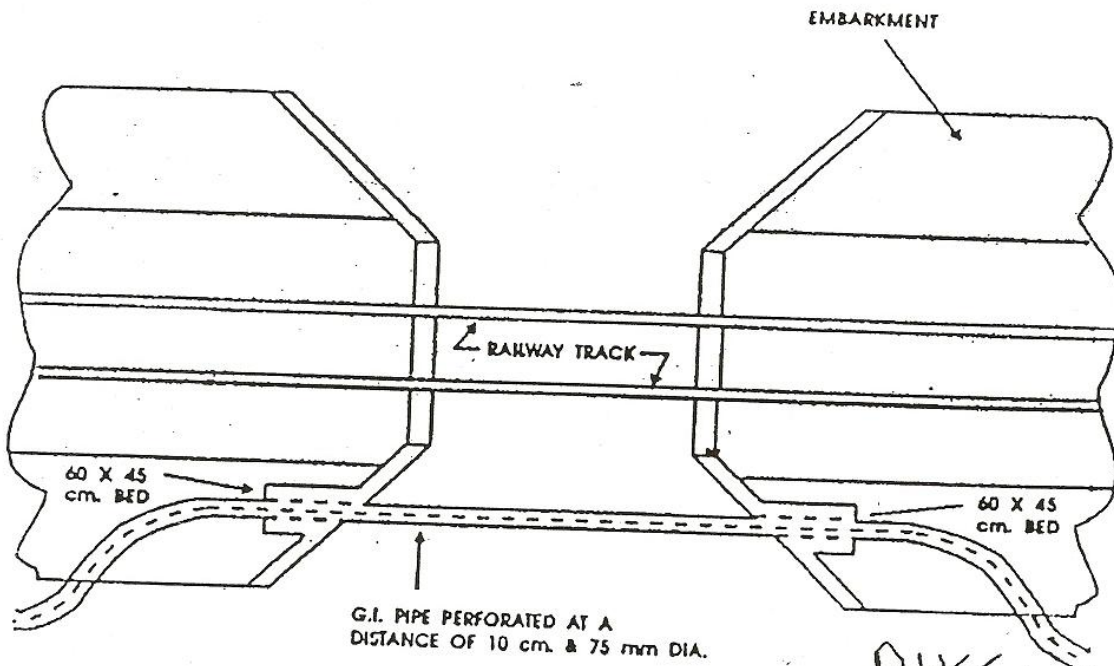 EMBARKMENT
RAILWAY TRACK
60 X 45
cm. BED
60 X 45
cm. BED
G.I. PIPE PERFORATED AT A
DISTANCE OF 10 cm. & 75 mm DIA.